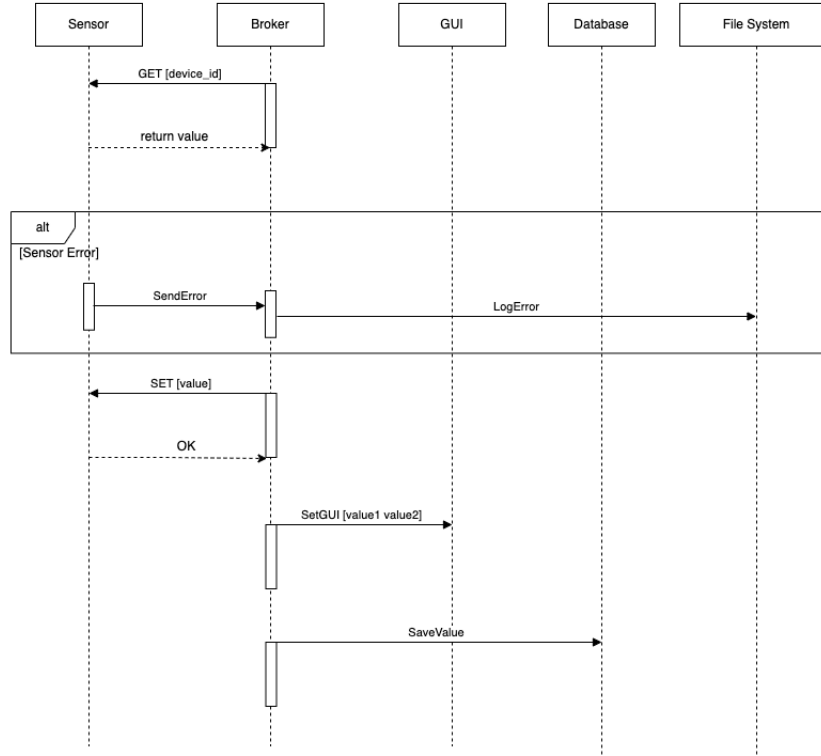 Sensor
Broker
GUI
Database
File System
GET [device_id]
return value
alt
[Sensor Error]
SendError
LogError
SET [value]
OK
SetGUI [value1 value2]
SaveValue